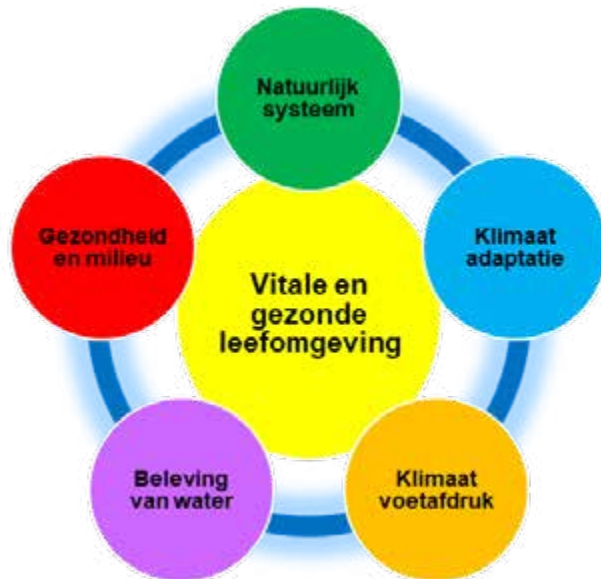 Natuurlijk
systeem
Gezondheid
en milieu
Klimaat
adaptatie
Vitale en
gezonde
leefomgeving
Beleving
van water
Klimaat
voetafdruk